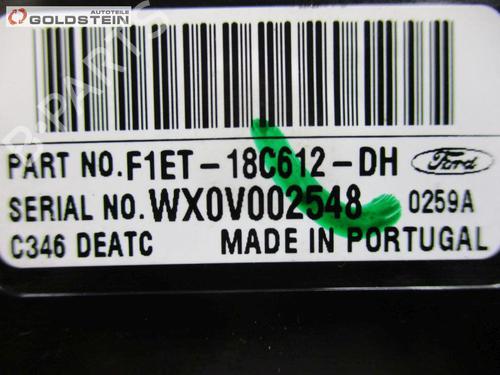 AUTOTEILE
GOLDSTEIN
PART NO. F1ET-18C612-DH Ford
SERIAL NO. WX0V002548 0259A
C346 DEATC MADE IN PORTUGAL